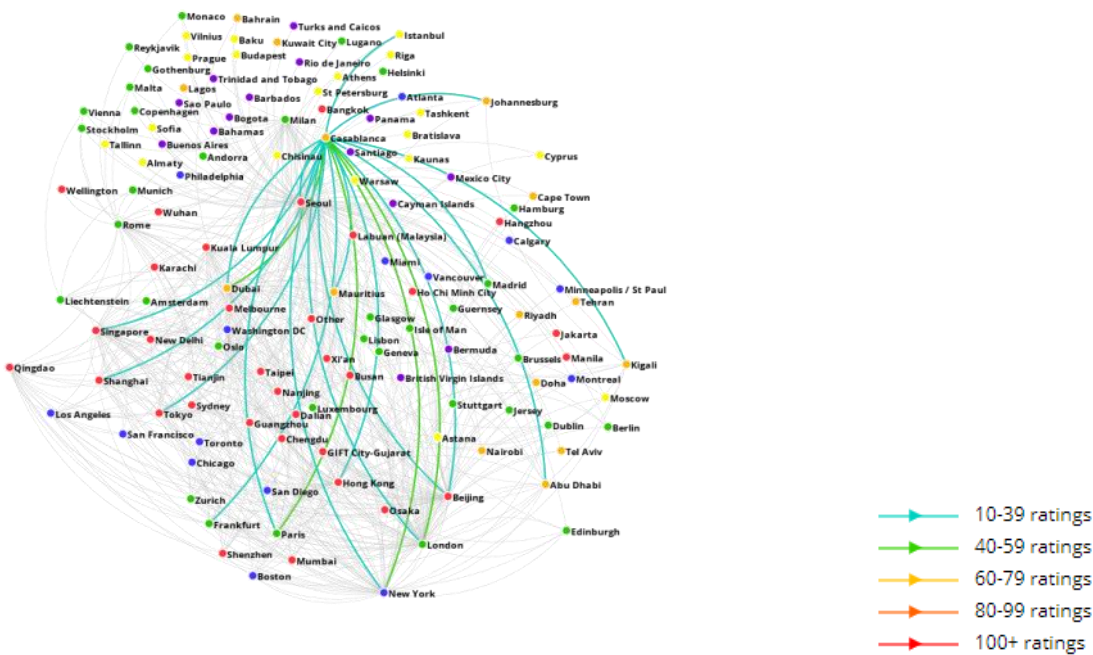 Monaco
Bahrain
Turks and Caicos
Istanbul
Vilnius
Baku
Kuwait City
Lugano
Reykjavik
Prague
Budapest
Riga
Rio de Janeiro
Gothenburg
Helsinki
Trinidad and Tobago
Athens
Malta
Lagos
St Petersburg
Barbados
Atlanta
Johannesburg
Sao Paulo
Bangkok
Vienna
Copenhagen
Tashkent
Bogota
Milan
Panama
Stockholm
Sofia
Bahamas
Bratislava
Casablanca
Tallinn
Buenos Aires
Andorra
Chisinau
Santiago
Kaunas
Cyprus
Almaty
Philadelphia
Warsaw
Mexico City
Wellington
Munich
Cape Town
Seoul
Cayman Islands
Hamburg
Wuhan
Hangzhou
Rome
Labuan (Malaysia)
Calgary
Kuala Lumpur
Miami
Karachi
Vancouver
Madrid
Dubai
Mauritius
Ho Chi Minh City
Minneapolis / St Paul
Liechtenstein
Amsterdam
Tehran
Melbourne
Guernsey
Riyadh
Other
Glasgow
Singapore
Washington DC
Isle of Man
Jakarta
New Delhi
Lisbon
Oslo
Geneva
Bermuda
Xi'an
Brussels
Manila
Kigali
Qingdao
Shanghai
Tianjin
Taipei
Busan
British Virgin Islands
Doha
Montreal
Nanjing
Moscow
Los Angeles
Tokyo
Sydney
Luxembourg
Dalian
Stuttgart
Jersey
Guangzhou
Dublin
Berlin
San Francisco
Toronto
Chengdu
Astana
GIFT City-Gujarat
Nairobi
Tel Aviv
Chicago
Hong Kong
Abu Dhabi
San Diego
Beijing
Zurich
Osaka
Frankfurt
Paris
Edinburgh
London
Shenzhen
Mumbai
Boston
New York
10-39 ratings
40-59 ratings
60-79 ratings
80-99 ratings
100+ ratings